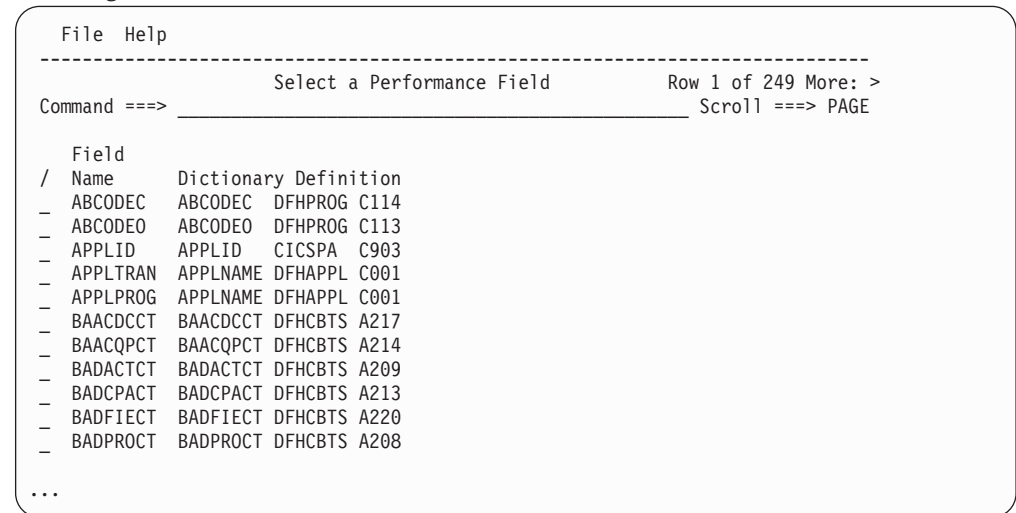 File Help
--------------------------------------------------------------------------------
Select a Performance Field Row 1 of 249 More: >
Command ===> ________________________________________________ Scroll ===> PAGE
Field
/ Name Dictionary Definition
_ ABCODEC ABCODEC DFHPROG C114
_ ABCODEO ABCODEO DFHPROG C113
_ APPLID APPLID CICSPA C903
_ APPLTRAN APPLNAME DFHAPPL C001
_ APPLPROG APPLNAME DFHAPPL C001
_ BAACDCCT BAACDCCT DFHCBTS A217
_ BAACQPCT BAACQPCT DFHCBTS A214
_ BADACTCT BADACTCT DFHCBTS A209
_ BADCPACT BADCPACT DFHCBTS A213
_ BADFIECT BADFIECT DFHCBTS A220
_ BADPROCT BADPROCT DFHCBTS A208
...